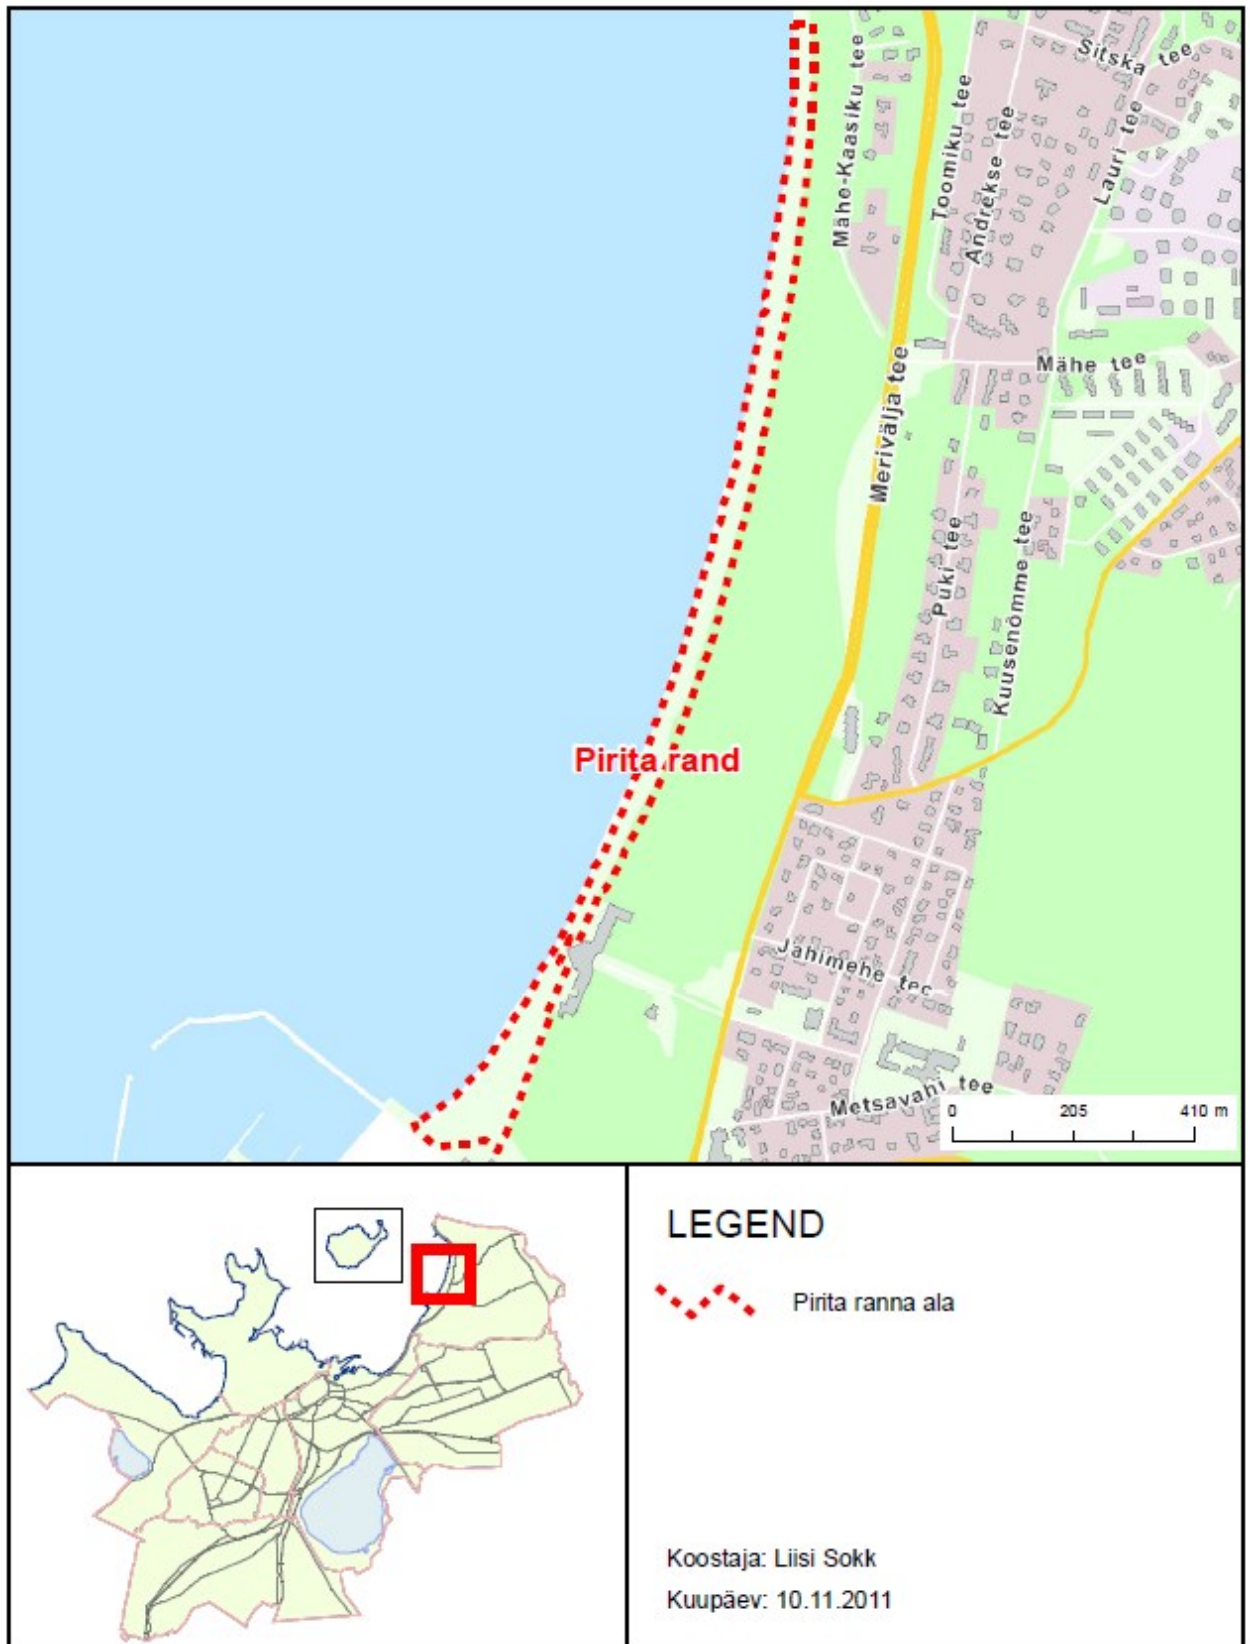 Mähe-Kaasiku tee
Toomiku tee
Andrekse tee
Sitska tee
Lauri tee
Mähe tee
Merivälja tee
Puki tee
Kuusenõmme tee
Pirita rand
Jahimehe tee
Metsavahi tee
0 205 410 m
LEGEND
Pirita ranna ala
Koostaja: Liisi Sokk
Kuupäev: 10.11.2011